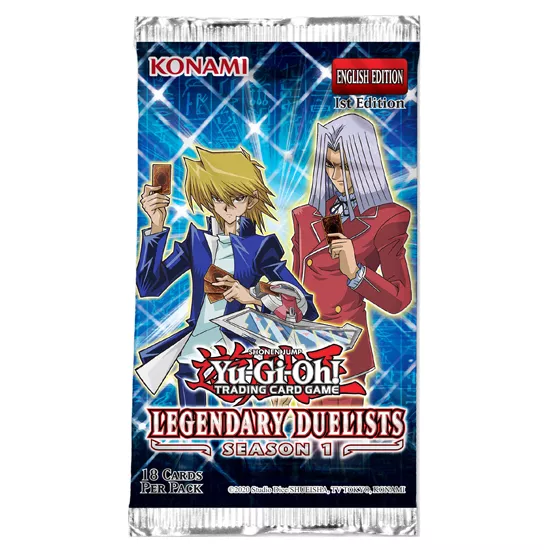 KONAMI
ENGLISH EDITION
1st Edition
SHONEN JUMP
Yu-Gi-Oh!
TRADING CARD GAME
LEGENDARY DUELISTS
SEASON 1
18 CARDS
PER PACK
©2020 Studio Dice/SHUEISHA, TV TOKYO, KONAMI